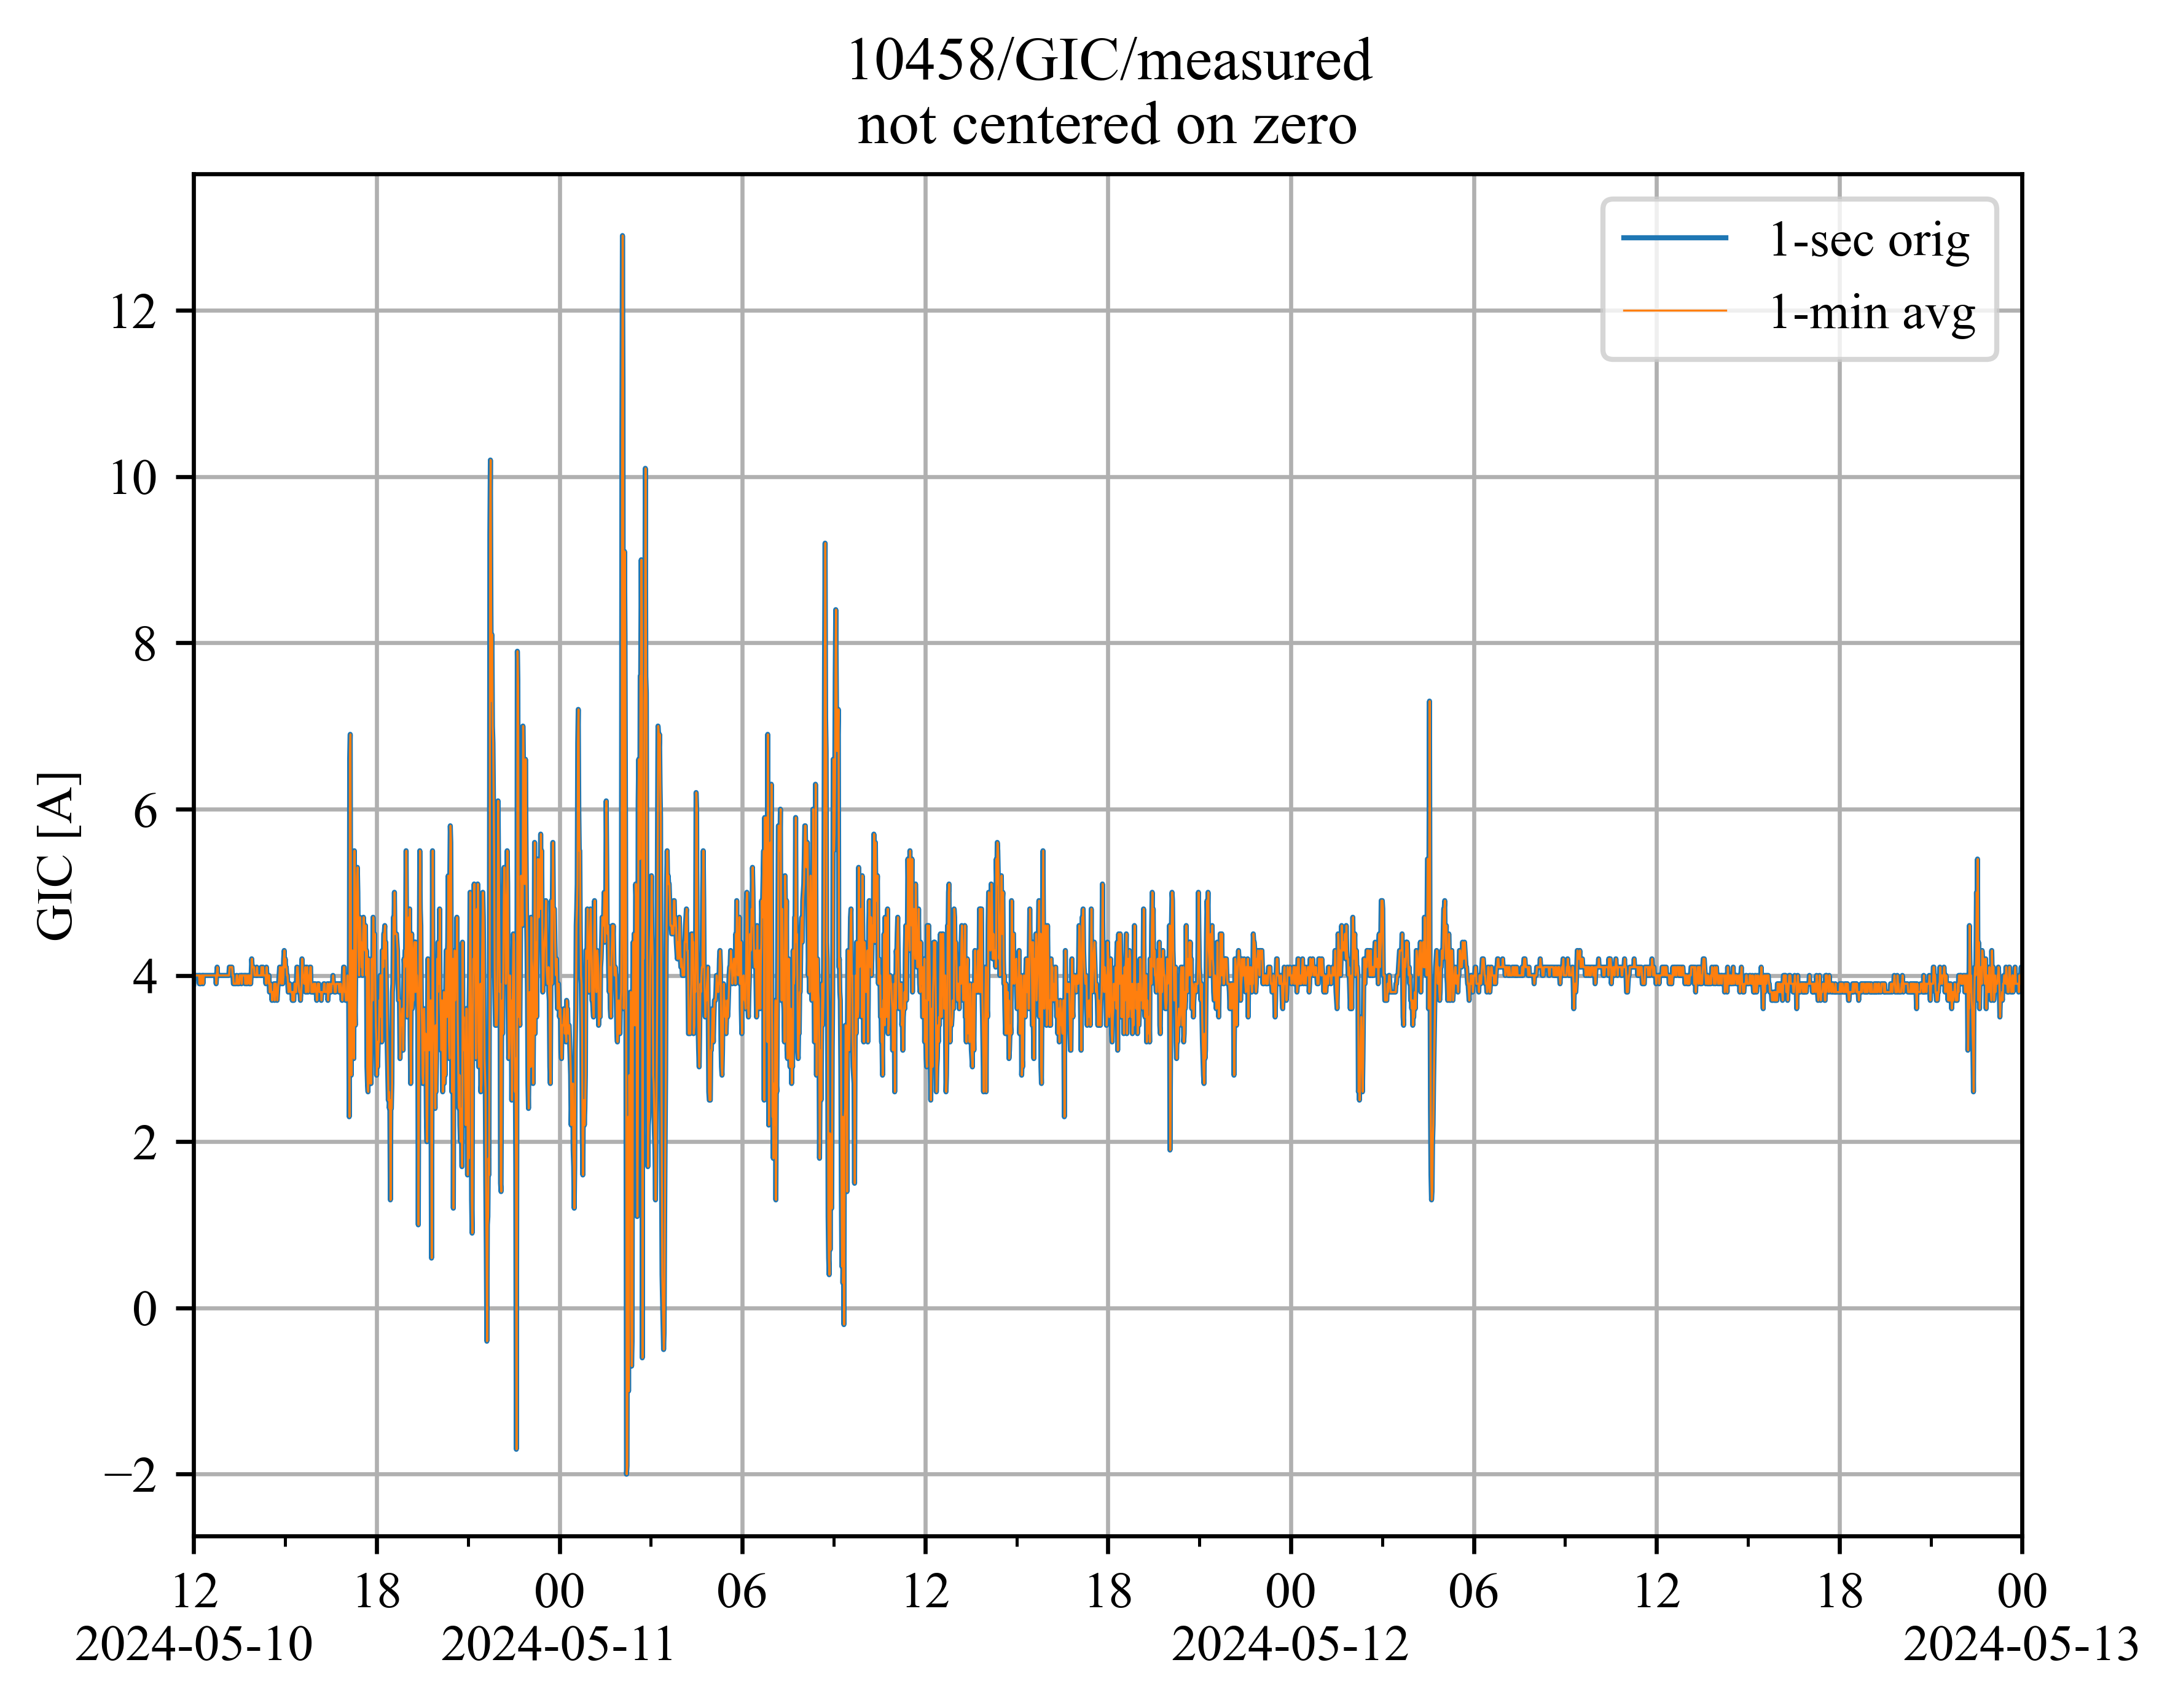 10458/GIC/measured
not centered on zero
1-sec orig
1-min avg
GIC [A]
12
10
8
6
4
2
0
−2
12 18 00 06 12 18 00 06 12 18 00
2024-05-10 2024-05-11 2024-05-12 2024-05-13